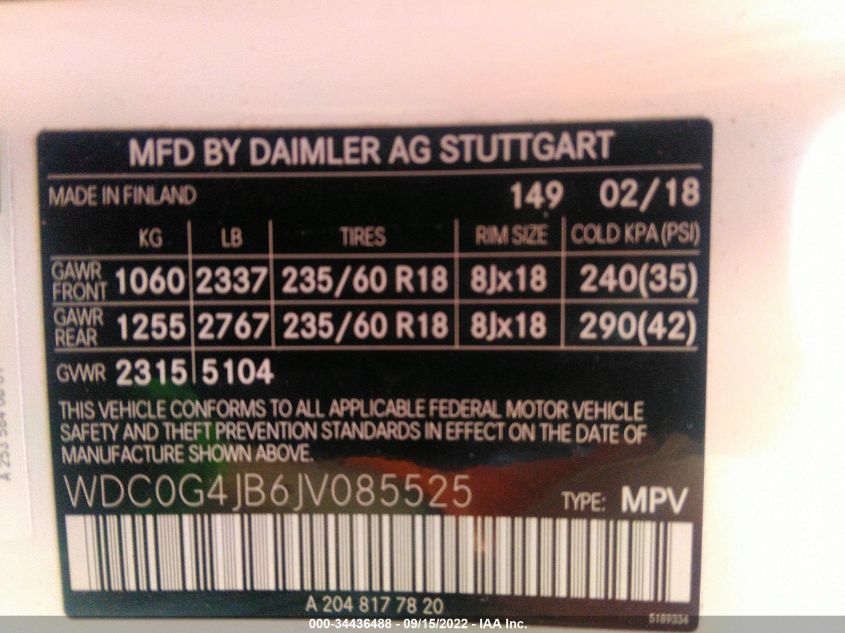 MFD BY DAIMLER AG STUTTGART
MADE IN FINLAND 149 02/18
KG LB TIRES RIM SIZE COLD KPA (PSI)
GAWR FRONT 1060 2337 235/60 R18 8Jx18 240(35)
GAWR REAR 1255 2767 235/60 R18 8Jx18 290(42)
GVWR 2315 5104
THIS VEHICLE CONFORMS TO ALL APPLICABLE FEDERAL MOTOR VEHICLE
SAFETY AND THEFT PREVENTION STANDARDS IN EFFECT ON THE DATE OF
MANUFACTURE SHOWN ABOVE.
WDC0G4JB6JV085525 TYPE: MPV
A 204 817 78 20
5189334
000-34436488 - 09/15/2022 - IAA Inc.